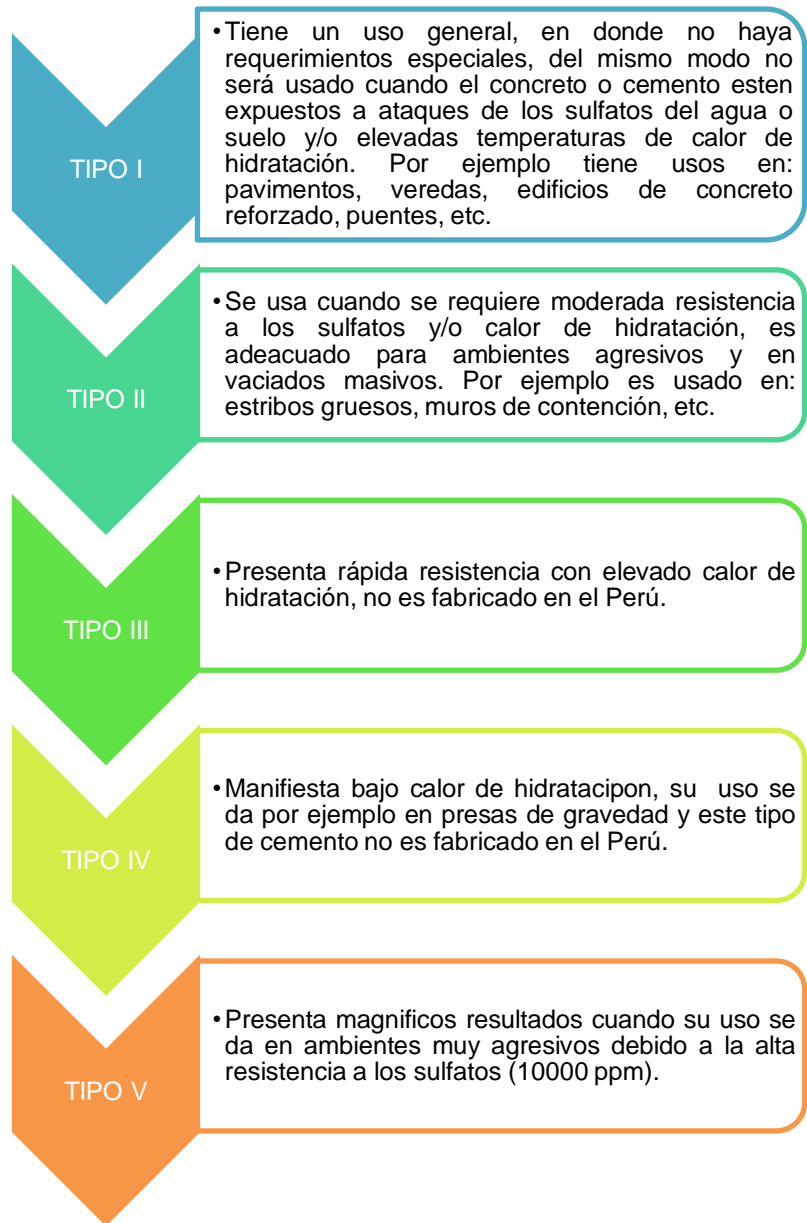 TIPO I
•Tiene un uso general, en donde no haya
requerimientos especiales, del mismo modo no
será usado cuando el concreto o cemento esten
expuestos a ataques de los sulfatos del agua o
suelo y/o elevadas temperaturas de calor de
hidratación. Por ejemplo tiene usos en:
pavimentos, veredas, edificios de concreto
reforzado, puentes, etc.
TIPO II
•Se usa cuando se requiere moderada resistencia
a los sulfatos y/o calor de hidratación, es
adeacuado para ambientes agresivos y en
vaciados masivos. Por ejemplo es usado en:
estribos gruesos, muros de contención, etc.
TIPO III
•Presenta rápida resistencia con elevado calor de
hidratación, no es fabricado en el Perú.
TIPO IV
•Manifiesta bajo calor de hidratacipon, su uso se
da por ejemplo en presas de gravedad y este tipo
de cemento no es fabricado en el Perú.
TIPO V
•Presenta magnificos resultados cuando su uso se
da en ambientes muy agresivos debido a la alta
resistencia a los sulfatos (10000 ppm).